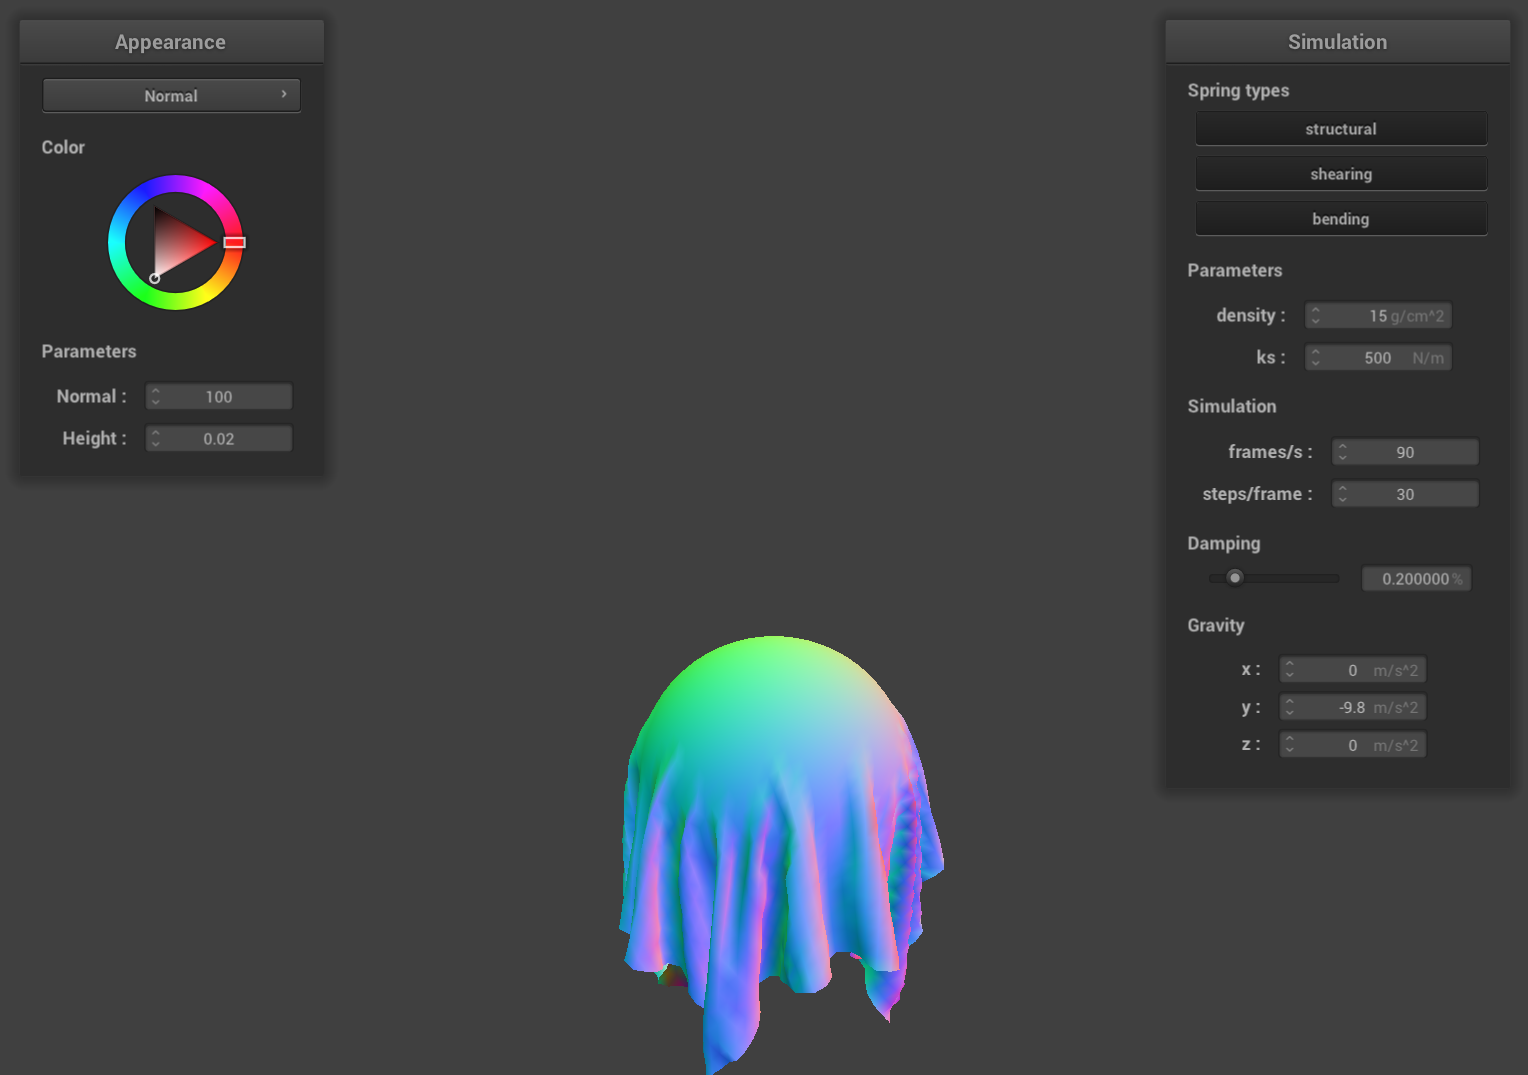 Appearance
Normal
Color
Parameters
Normal : 100
Height : 0.02
Simulation
Spring types
structural
shearing
bending
Parameters
density : 15 g/cm^2
ks : 500 N/m
Simulation
frames/s : 90
steps/frame : 30
Damping
0.200000 %
Gravity
x : 0 m/s^2
y : -9.8 m/s^2
z : 0 m/s^2